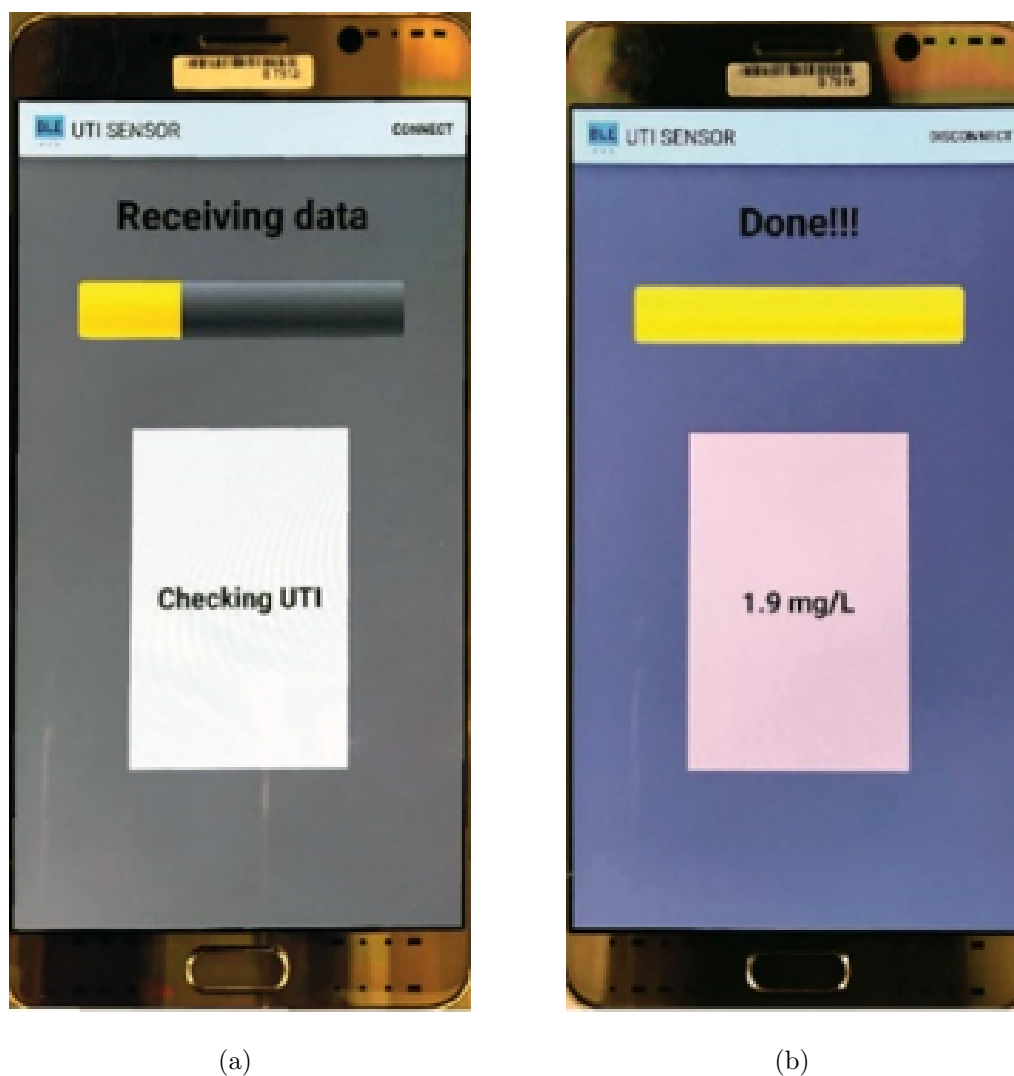 BLE UTI SENSOR CONNECT
Receiving data
Checking UTI
(a)
BLE UTI SENSOR DISCONNECT
Done!!!
1.9 mg/L
(b)